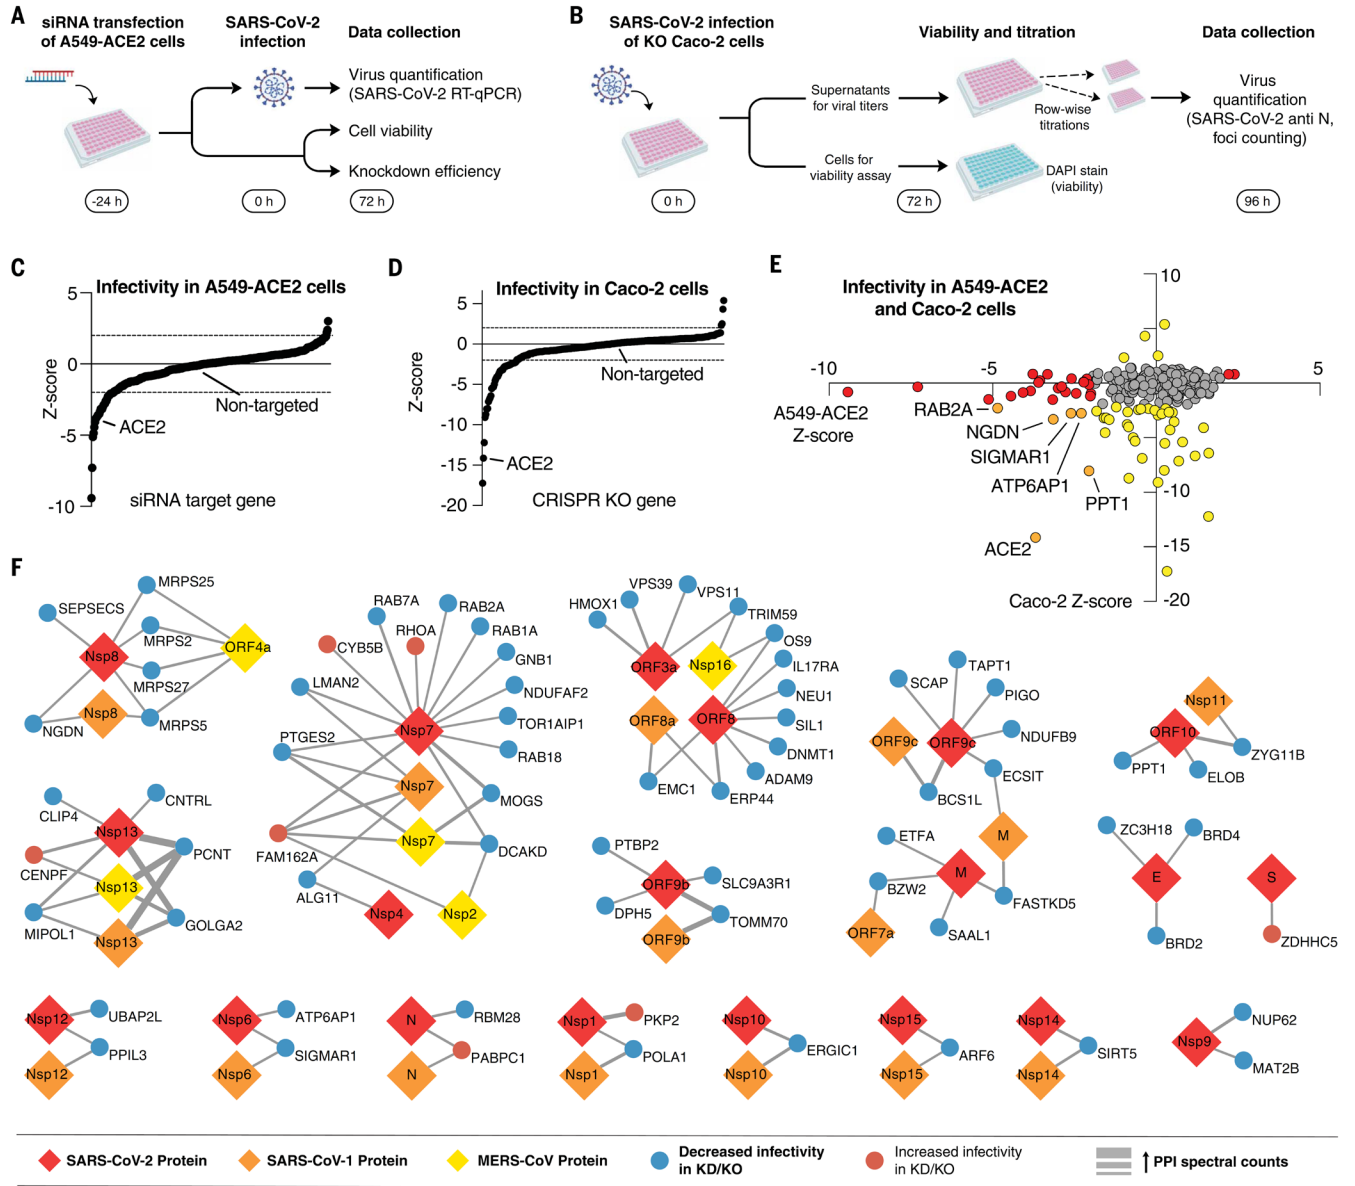 A
siRNA transfection
of A549-ACE2 cells
SARS-CoV-2
infection
Data collection
Virus quantification
(SARS-CoV-2 RT-qPCR)
Cell viability
Knockdown efficiency
-24 h
0 h
72 h
B
SARS-CoV-2 infection
of KO Caco-2 cells
Viability and titration
Data collection
Supernatants
for viral titers
Row-wise
titrations
Virus
quantification
(SARS-CoV-2 anti N,
foci counting)
Cells for
viability assay
DAPI stain
(viability)
0 h
72 h
96 h
C
Infectivity in A549-ACE2 cells
5
0
-5
-10
Z-score
Non-targeted
ACE2
siRNA target gene
D
Infectivity in Caco-2 cells
5
0
-5
-10
-15
-20
Z-score
Non-targeted
ACE2
CRISPR KO gene
E
Infectivity in A549-ACE2
and Caco-2 cells
10
-10
-5
5
A549-ACE2
Z-score
RAB2A
NGDN
SIGMAR1
ATP6AP1
PPT1
-10
ACE2
-15
Caco-2 Z-score
-20
F
MRPS25
SEPSECS
MRPS2
ORF4a
Nsp8
MRPS27
Nsp8
MRPS5
NGDN
RAB7A
RAB2A
CYB5B
RHOA
RAB1A
GNB1
LMAN2
NDUFAF2
Nsp7
TOR1AIP1
PTGES2
RAB18
Nsp7
MOGS
Nsp7
FAM162A
DCAKD
ALG11
Nsp4
Nsp2
VPS39
VPS11
HMOX1
TRIM59
OS9
ORF3a
Nsp16
IL17RA
NEU1
ORF8a
ORF8
SIL1
DNMT1
ADAM9
EMC1
ERP44
TAPT1
SCAP
PIGO
ORF9c
ORF9c
NDUFB9
ECSIT
BCS1L
Nsp11
ORF10
ZYG11B
PPT1
ELOB
CLIP4
CNTRL
Nsp13
PCNT
CENPF
Nsp13
MIPOL1
GOLGA2
Nsp13
PTBP2
ORF9b
SLC9A3R1
DPH5
TOMM70
ORF9b
ETFA
M
M
BZW2
FASTKD5
ORF7a
SAAL1
ZC3H18
BRD4
E
BRD2
S
ZDHHC5
Nsp12
UBAP2L
PPIL3
Nsp12
Nsp6
ATP6AP1
SIGMAR1
Nsp6
N
RBM28
PABPC1
N
Nsp1
PKP2
POLA1
Nsp1
Nsp10
ERGIC1
Nsp10
Nsp15
ARF6
Nsp15
Nsp14
SIRT5
Nsp14
Nsp9
NUP62
MAT2B
SARS-CoV-2 Protein
SARS-CoV-1 Protein
MERS-CoV Protein
Decreased infectivity
in KD/KO
Increased infectivity
in KD/KO
PPI spectral counts